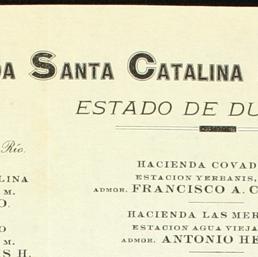 DA SANTA CATALINA
ESTADO DE DU
Río.
HACIENDA COVAD
ESTACION YERBANIS,
LINA
ADMOR. FRANCISCO A. C
M.
O.
HACIENDA LAS MER
ESTACION AGUA VIEJA
O
ADMOR. ANTONIO HE
M.
S H.